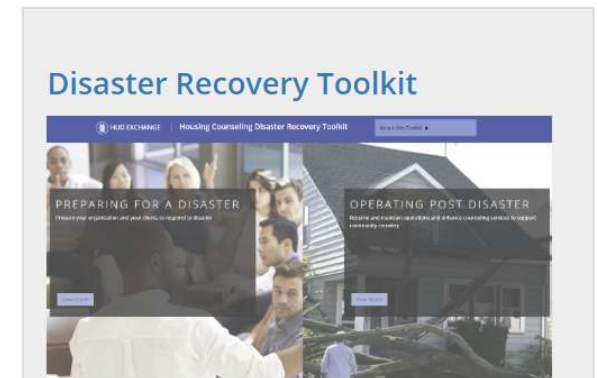 Disaster Recovery Toolkit
HUD EXCHANGE
Housing Counseling Disaster Recovery Toolkit
About this Toolkit
PREPARING FOR A DISASTER
Prepare your organization and your clients to respond to disaster
OPERATING POST DISASTER
Resume and maintain operations and enhance counseling services to support
community recovery